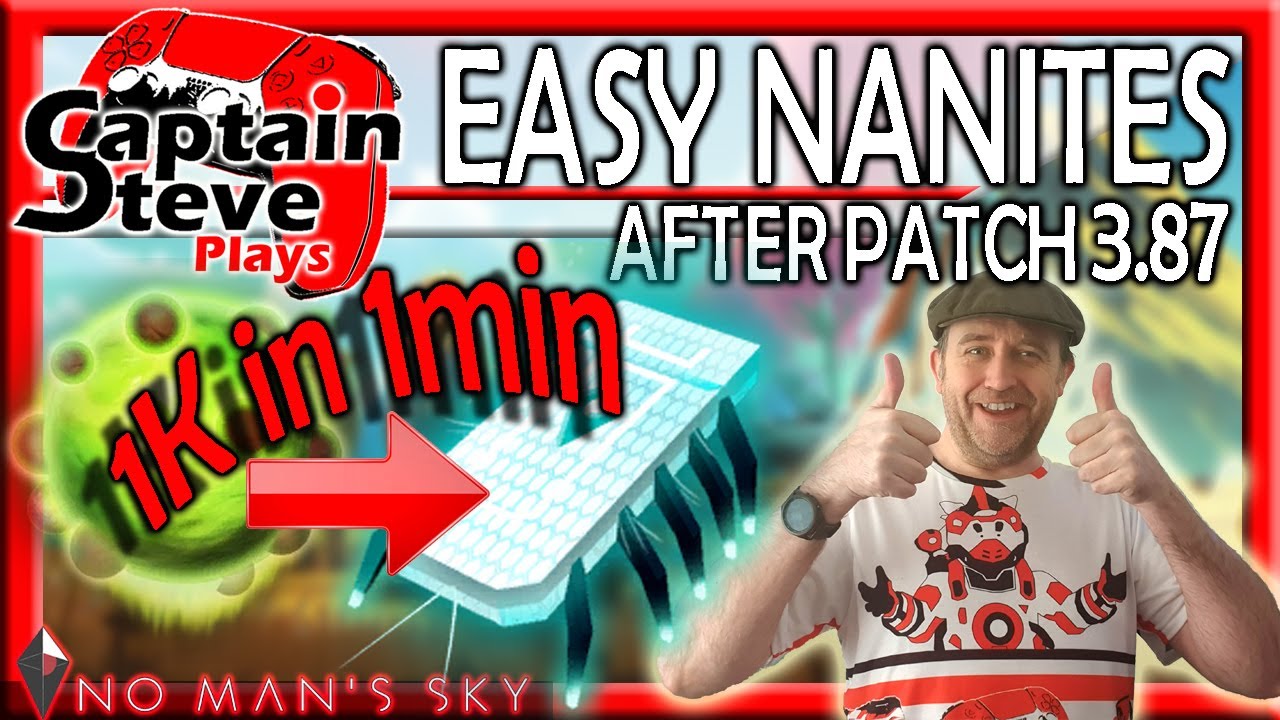 Captain
Steve
Plays
EASY NANITES
AFTER PATCH 3.87
1K in 1min
NO MAN'S SKY